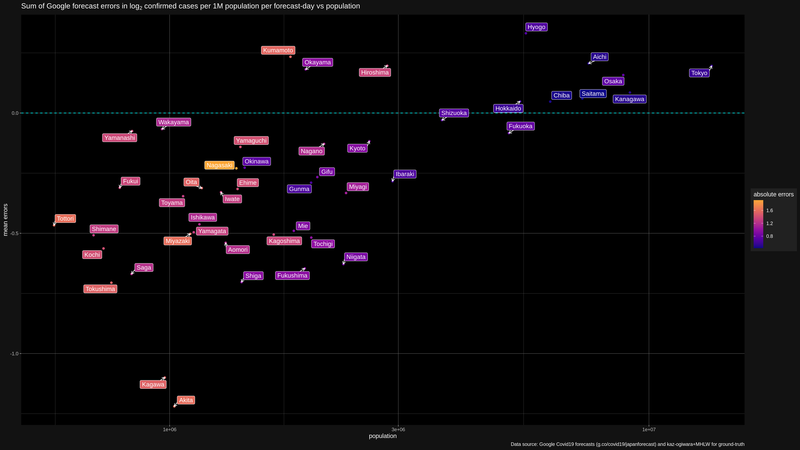 Sum of Google forecast errors in log2 confirmed cases per 1M population per forecast-day vs population
Hyogo
Kumamoto
Okayama
Aichi
Hiroshima
Tokyo
Osaka
Chiba
Saitama
Kanagawa
Hokkaido
0.0
Shizuoka
Wakayama
Fukuoka
Yamanashi
Yamaguchi
Kyoto
Nagano
Nagasaki
Okinawa
Gifu
Ibaraki
Fukui
Oita
Ehime
Gunma
Miyagi
Iwate
Toyama
Tottori
Ishikawa
Mie
Shimane
Yamagata
-0.5
Miyazaki
Kagoshima
Tochigi
Aomori
Kochi
Niigata
Saga
Shiga
Fukushima
Tokushima
-1.0
Kagawa
Akita
mean errors
1e+06
3e+06
1e+07
population
absolute errors
1.6
1.2
0.8
Data source: Google Covid19 forecasts (g.co/covid19/japanforecast) and kaz-ogiwara+MHLW for ground-truth